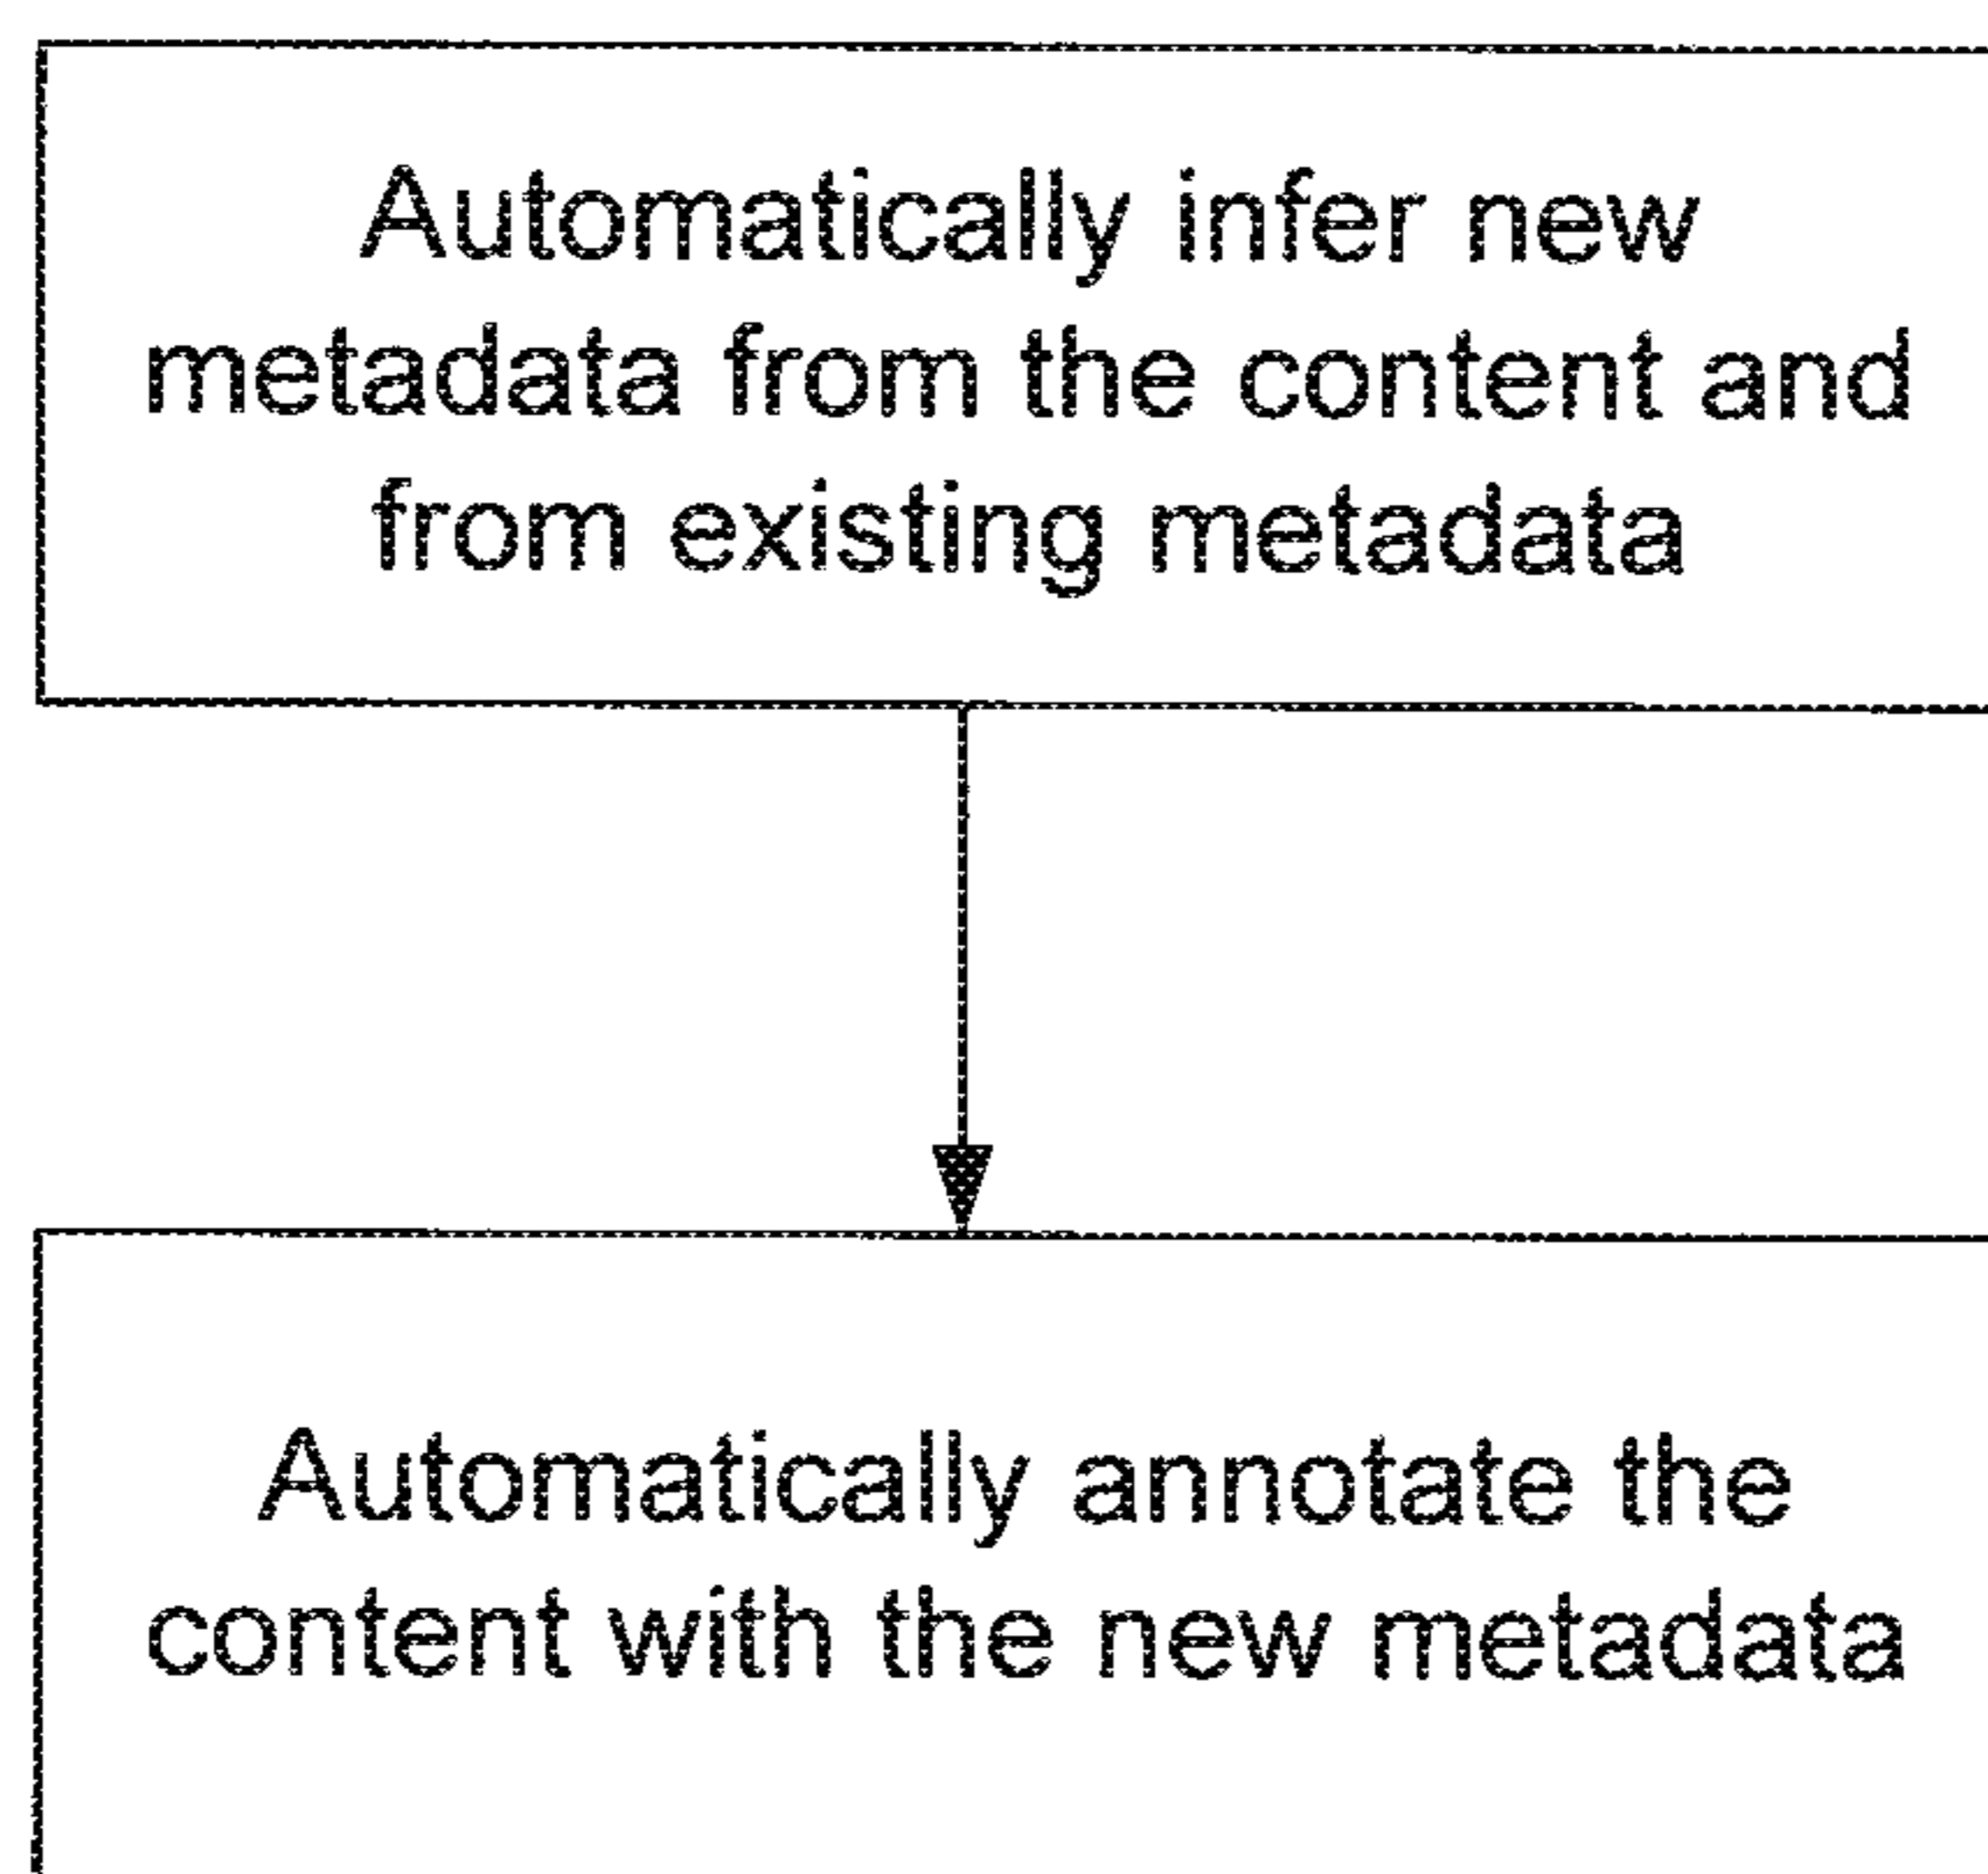 Automatically infer new
metadata from the content and
from existing metadata
Automatically annotate the
content with the new metadata